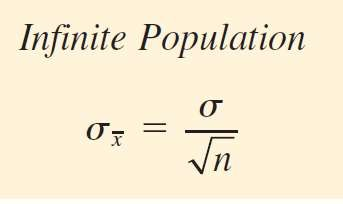 Infinite Population
σ_x̄ = σ / √n